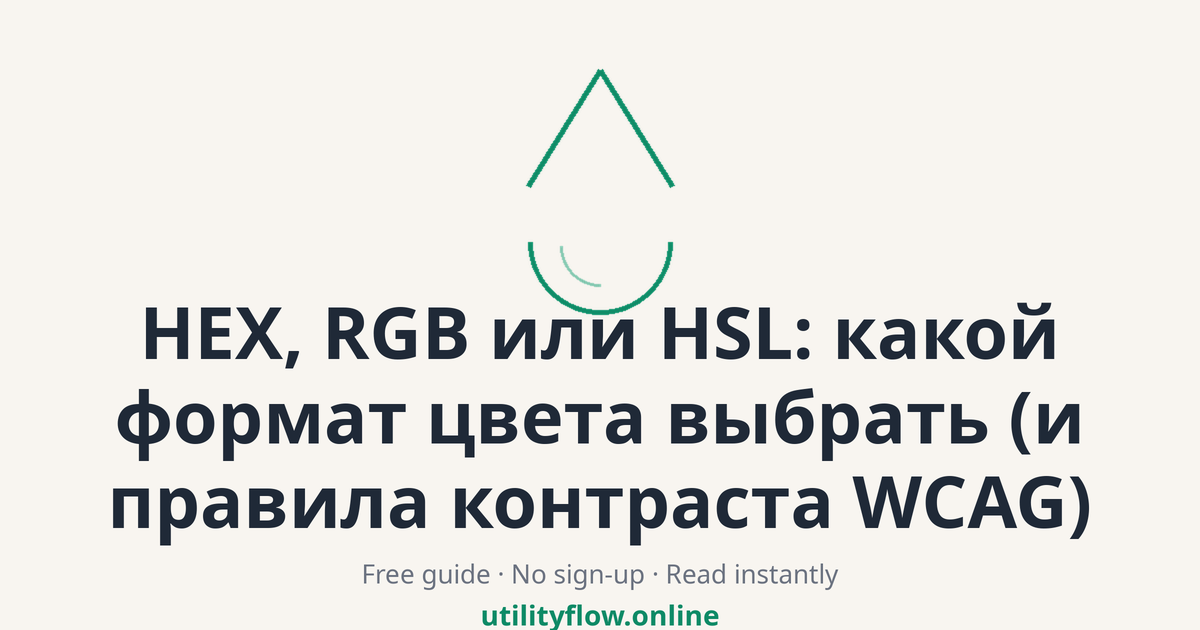 HEX, RGB или HSL: какой
формат цвета выбрать (и
правила контраста WCAG)
Free guide · No sign-up · Read instantly
utilityflow.online